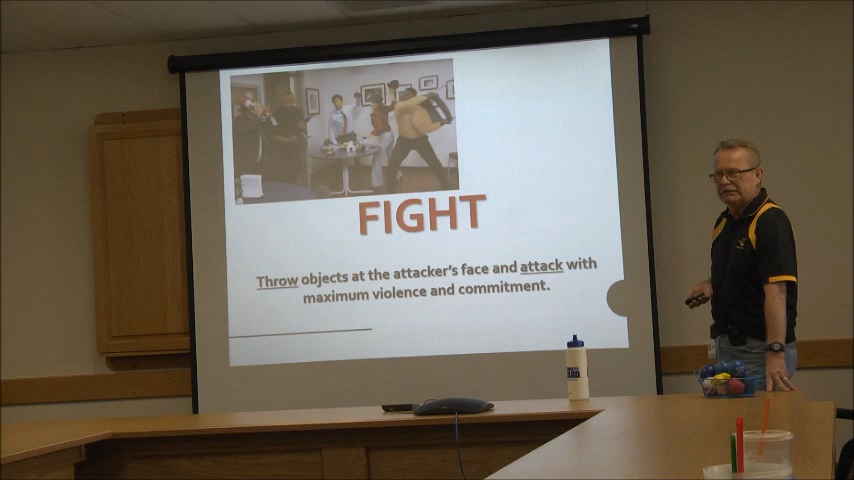 FIGHT
Throw objects at the attacker's face and attack with
maximum violence and commitment.